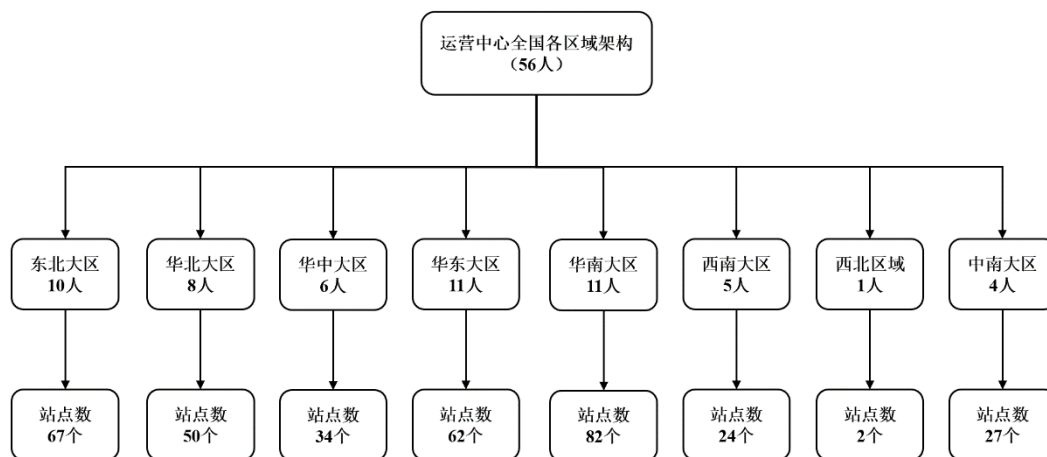 运营中心全国各区域架构
（56人）
东北大区
10人
华北大区
8人
华中大区
6人
华东大区
11人
华南大区
11人
西南大区
5人
西北区域
1人
中南大区
4人
站点数
67个
站点数
50个
站点数
34个
站点数
62个
站点数
82个
站点数
24个
站点数
2个
站点数
27个